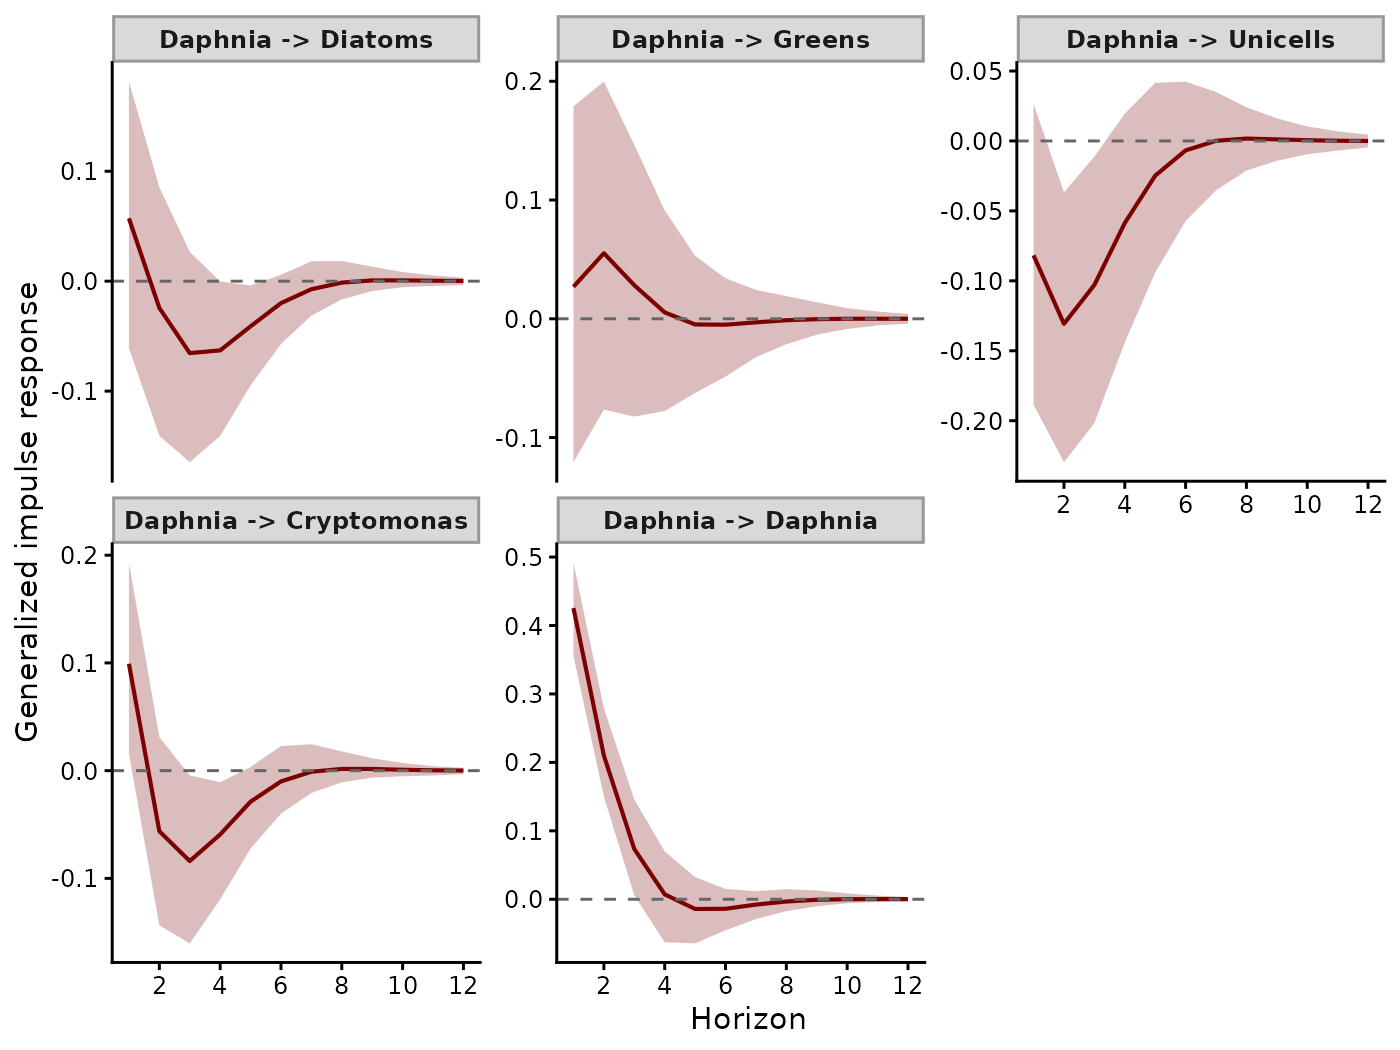 Daphnia -> Diatoms
Daphnia -> Greens
Daphnia -> Unicells
0.1
0.0
-0.1
0.2
0.1
0.0
-0.1
0.05
0.00
-0.05
-0.10
-0.15
-0.20
2 4 6 8 10 12
Generalized impulse response
Daphnia -> Cryptomonas
Daphnia -> Daphnia
0.2
0.1
0.0
-0.1
0.5
0.4
0.3
0.2
0.1
0.0
2 4 6 8 10 12
2 4 6 8 10 12
Horizon